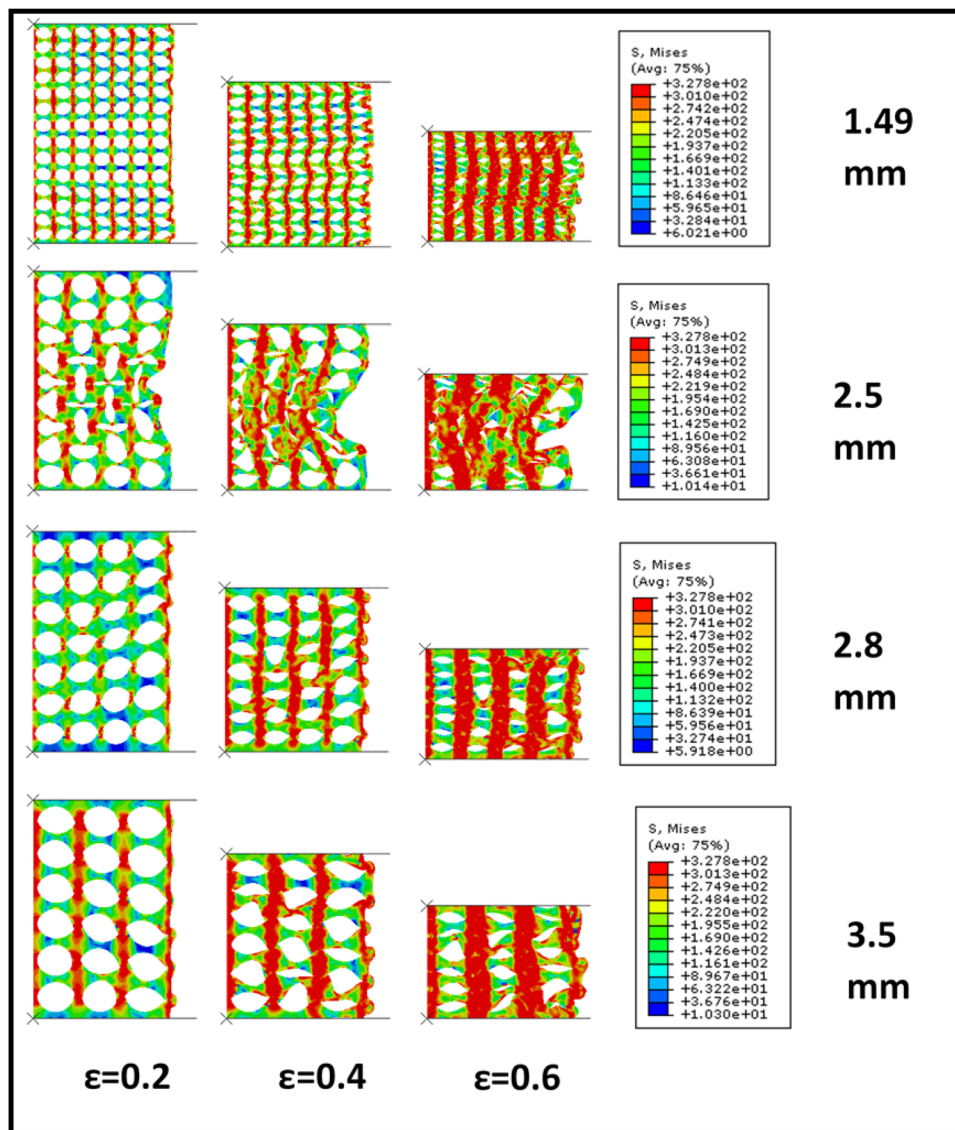 S, Mises
(Avg: 75%)
+3.278e+02
+3.010e+02
+2.742e+02
+2.474e+02
+2.205e+02
+1.937e+02
+1.669e+02
+1.401e+02
+1.133e+02
+8.646e+01
+5.965e+01
+3.284e+01
+6.021e+00
1.49
mm
S, Mises
(Avg: 75%)
+3.278e+02
+3.013e+02
+2.749e+02
+2.484e+02
+2.219e+02
+1.954e+02
+1.690e+02
+1.425e+02
+1.160e+02
+8.956e+01
+6.308e+01
+3.661e+01
+1.014e+01
2.5
mm
S, Mises
(Avg: 75%)
+3.278e+02
+3.010e+02
+2.741e+02
+2.473e+02
+2.205e+02
+1.937e+02
+1.669e+02
+1.400e+02
+1.132e+02
+8.639e+01
+5.956e+01
+3.274e+01
+5.918e+00
2.8
mm
S, Mises
(Avg: 75%)
+3.278e+02
+3.013e+02
+2.749e+02
+2.484e+02
+2.220e+02
+1.955e+02
+1.690e+02
+1.426e+02
+1.161e+02
+8.967e+01
+6.322e+01
+3.676e+01
+1.030e+01
3.5
mm
ε=0.2 ε=0.4 ε=0.6